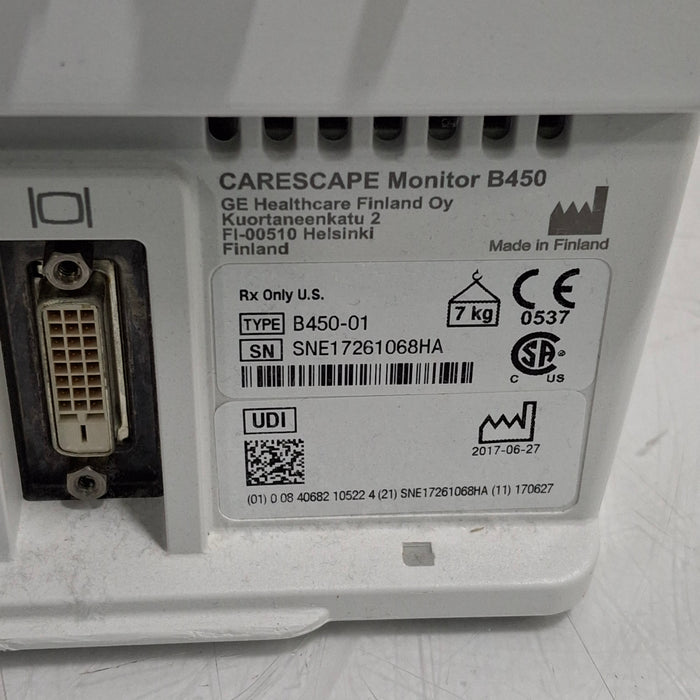 CARESCAPE Monitor B450
GE Healthcare Finland Oy
Kuortaneenkatu 2
FI-00510 Helsinki
Finland
Made in Finland
Rx Only U.S.
TYPE B450-01
SN SNE17261068HA
7 kg
CE
0537
CSA
C US
UDI
2017-06-27
(01) 0 08 40682 10522 4 (21) SNE17261068HA (11) 170627